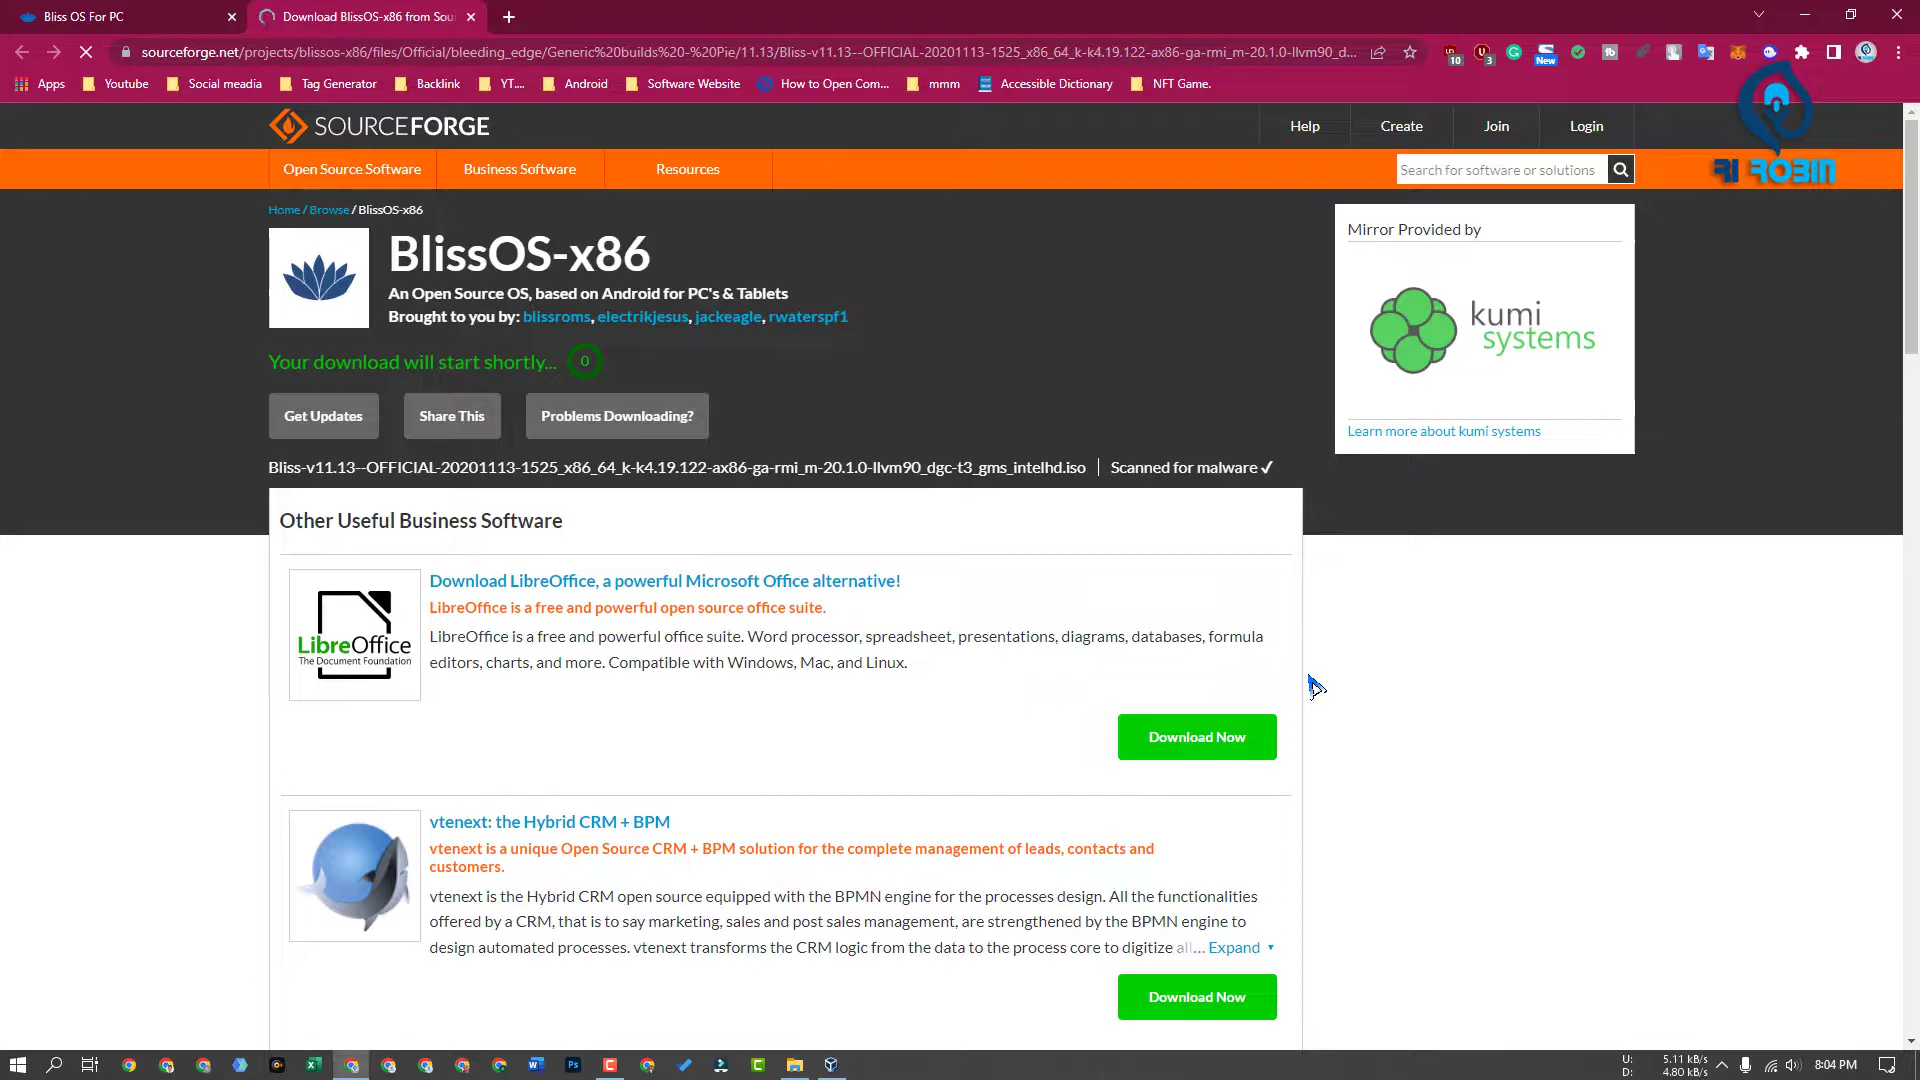 Bliss OS For PC
Download BlissOS-x86 from Sou
sourceforge.net/projects/blissos-x86/files/Official/bleeding_edge/Generic%20builds%20-%20Pie/11.13/Bliss-v11.13--OFFICIAL-20201113-1525_x86_64_k-k4.19.122-ax86-ga-rmi_m-20.1.0-llvm90_d...
10
3
New
Apps
Youtube
Social meadia
Tag Generator
Backlink
YT....
Android
Software Website
How to Open Com...
mmm
Accessible Dictionary
NFT Game.
SOURCEFORGE
Help
Create
Join
Login
RI ROBIN
Open Source Software
Business Software
Resources
Search for software or solutions
Home / Browse / BlissOS-x86
BlissOS-x86
An Open Source OS, based on Android for PC's & Tablets
Brought to you by: blissroms, electrikjesus, jackeagle, rwaterspf1
Mirror Provided by
kumi
systems
Learn more about kumi systems
Your download will start shortly... 0
Get Updates
Share This
Problems Downloading?
Bliss-v11.13--OFFICIAL-20201113-1525_x86_64_k-k4.19.122-ax86-ga-rmi_m-20.1.0-llvm90_dgc-t3_gms_intelhd.iso
Scanned for malware ✓
Other Useful Business Software
LibreOffice
The Document Foundation
Download LibreOffice, a powerful Microsoft Office alternative!
LibreOffice is a free and powerful open source office suite.
LibreOffice is a free and powerful office suite. Word processor, spreadsheet, presentations, diagrams, databases, formula
editors, charts, and more. Compatible with Windows, Mac, and Linux.
Download Now
vtenext: the Hybrid CRM + BPM
vtenext is a unique Open Source CRM + BPM solution for the complete management of leads, contacts and
customers.
vtenext is the Hybrid CRM open source equipped with the BPMN engine for the processes design. All the functionalities
offered by a CRM, that is to say marketing, sales and post sales management, are strengthened by the BPMN engine to
design automated processes. vtenext transforms the CRM logic from the data to the process core to digitize all... Expand
Download Now
U: 5.11 kB/s
D: 4.80 kB/s
8:04 PM